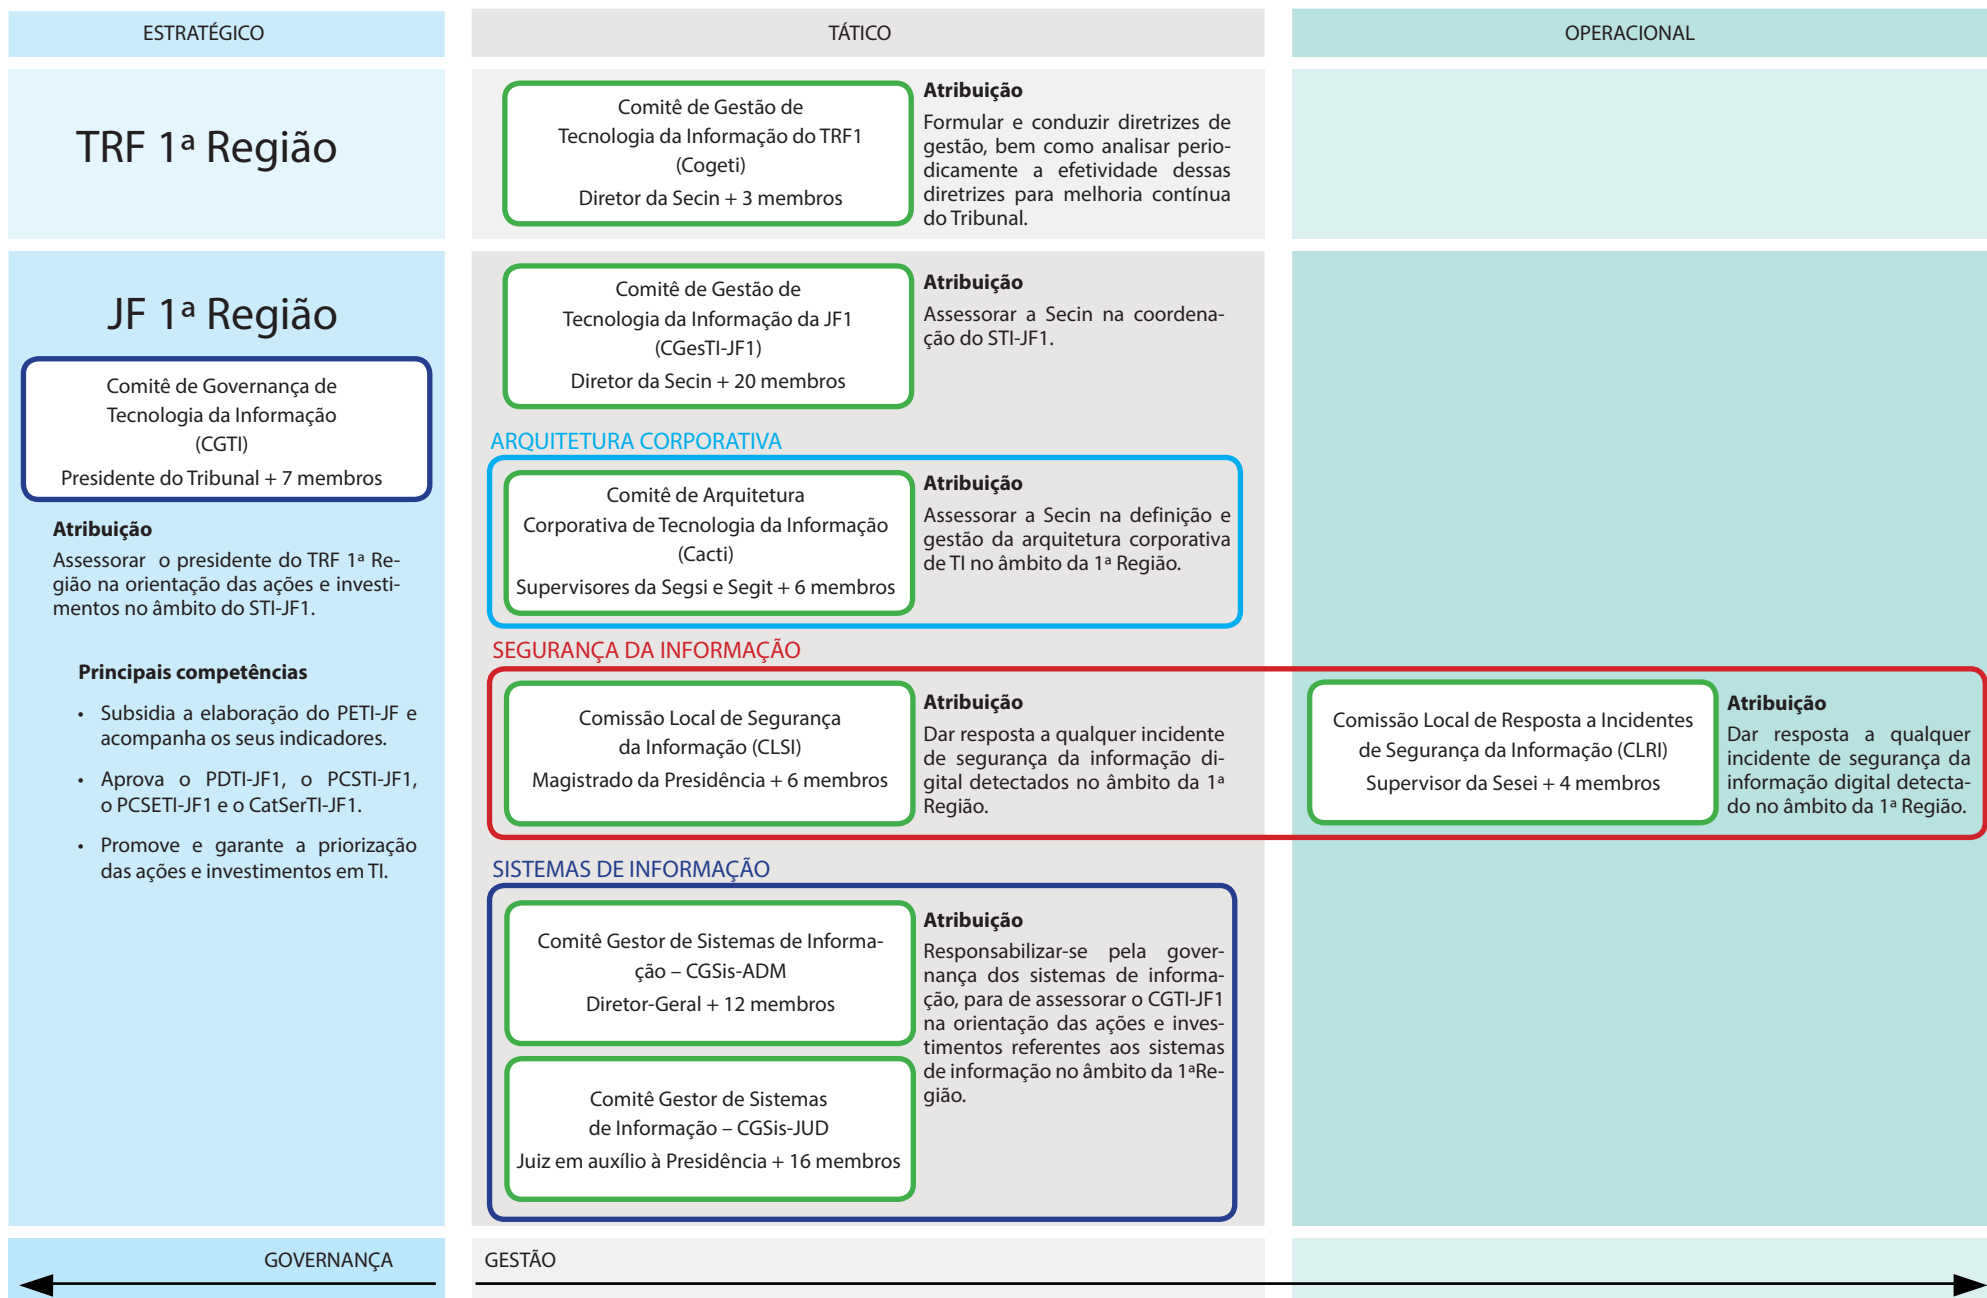 ESTRATÉGICO
TÁTICO
OPERACIONAL
TRF 1ª Região
Comitê de Gestão de
Tecnologia da Informação do TRF1
(Cogeti)
Diretor da Secin + 3 membros
Atribuição
Formular e conduzir diretrizes de
gestão, bem como analisar perio-
dicamente a efetividade dessas
diretrizes para melhoria contínua
do Tribunal.
JF 1ª Região
Comitê de Governança de
Tecnologia da Informação
(CGTI)
Presidente do Tribunal + 7 membros
Atribuição
Assessorar o presidente do TRF 1ª Re-
gião na orientação das ações e investi-
mentos no âmbito do STI-JF1.
Principais competências
• Subsidia a elaboração do PETI-JF e
acompanha os seus indicadores.
• Aprova o PDTI-JF1, o PCSTI-JF1,
o PCSETI-JF1 e o CatSerTI-JF1.
• Promove e garante a priorização
das ações e investimentos em TI.
Comitê de Gestão de
Tecnologia da Informação da JF1
(CGesTI-JF1)
Diretor da Secin + 20 membros
Atribuição
Assessorar a Secin na coordena-
ção do STI-JF1.
ARQUITETURA CORPORATIVA
Comitê de Arquitetura
Corporativa de Tecnologia da Informação
(Cacti)
Supervisores da Segsi e Segit + 6 membros
Atribuição
Assessorar a Secin na definição e
gestão da arquitetura corporativa
de TI no âmbito da 1ª Região.
SEGURANÇA DA INFORMAÇÃO
Comissão Local de Segurança
da Informação (CLSI)
Magistrado da Presidência + 6 membros
Atribuição
Dar resposta a qualquer incidente
de segurança da informação di-
gital detectados no âmbito da 1ª
Região.
Comissão Local de Resposta a Incidentes
de Segurança da Informação (CLRI)
Supervisor da Sesei + 4 membros
Atribuição
Dar resposta a qualquer
incidente de segurança da
informação digital detecta-
do no âmbito da 1ª Região.
SISTEMAS DE INFORMAÇÃO
Comitê Gestor de Sistemas de Informa-
ção – CGSis-ADM
Diretor-Geral + 12 membros
Comitê Gestor de Sistemas
de Informação – CGSis-JUD
Juiz em auxílio à Presidência + 16 membros
Atribuição
Responsabilizar-se pela gover-
nança dos sistemas de informa-
ção, para de assessorar o CGTI-JF1
na orientação das ações e inves-
timentos referentes aos sistemas
de informação no âmbito da 1ªRe-
gião.
GOVERNANÇA
GESTÃO